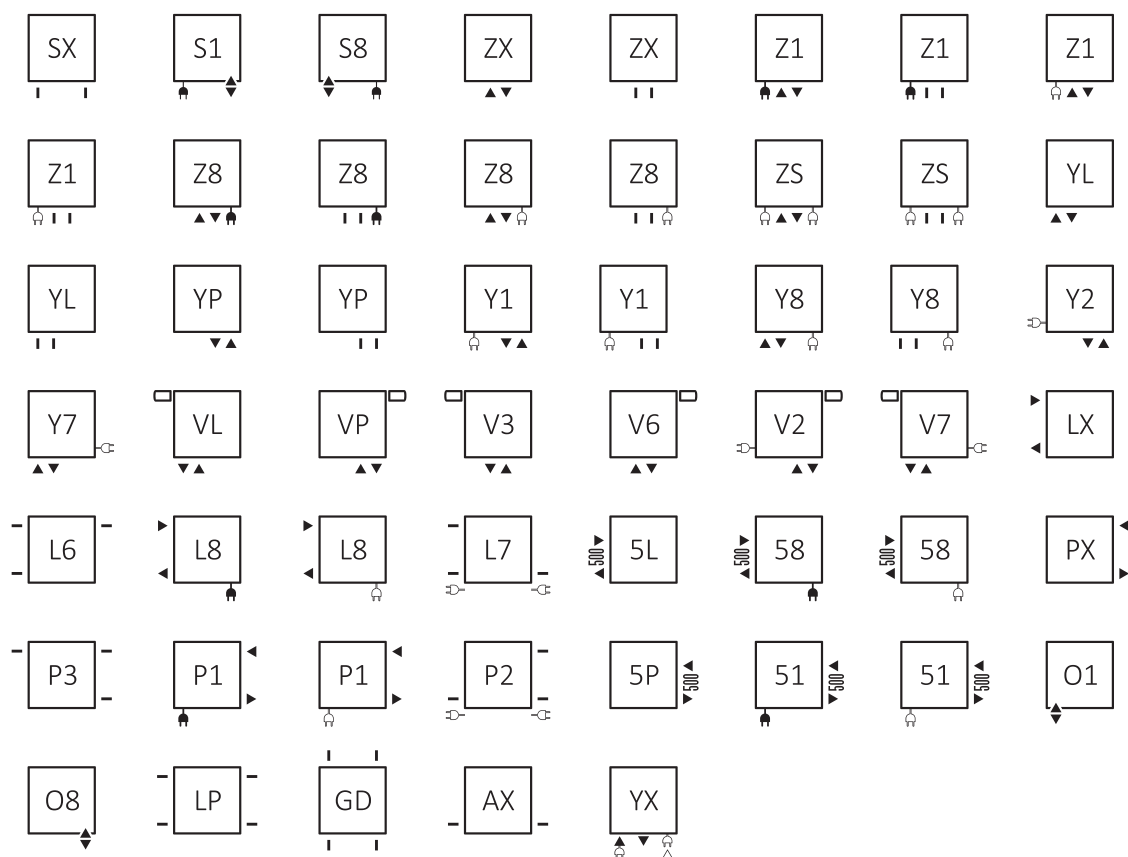 SX S1 S8 ZX ZX Z1 Z1 Z1
Z1 Z8 Z8 Z8 Z8 ZS ZS YL
YL YP YP Y1 Y1 Y8 Y8 Y2
Y7 VL VP V3 V6 V2 V7 LX
L6 L8 L8 L7 500 5L 500 58 500 58 PX
P3 P1 P1 P2 5P 500 51 500 51 500 O1
O8 LP GD AX YX